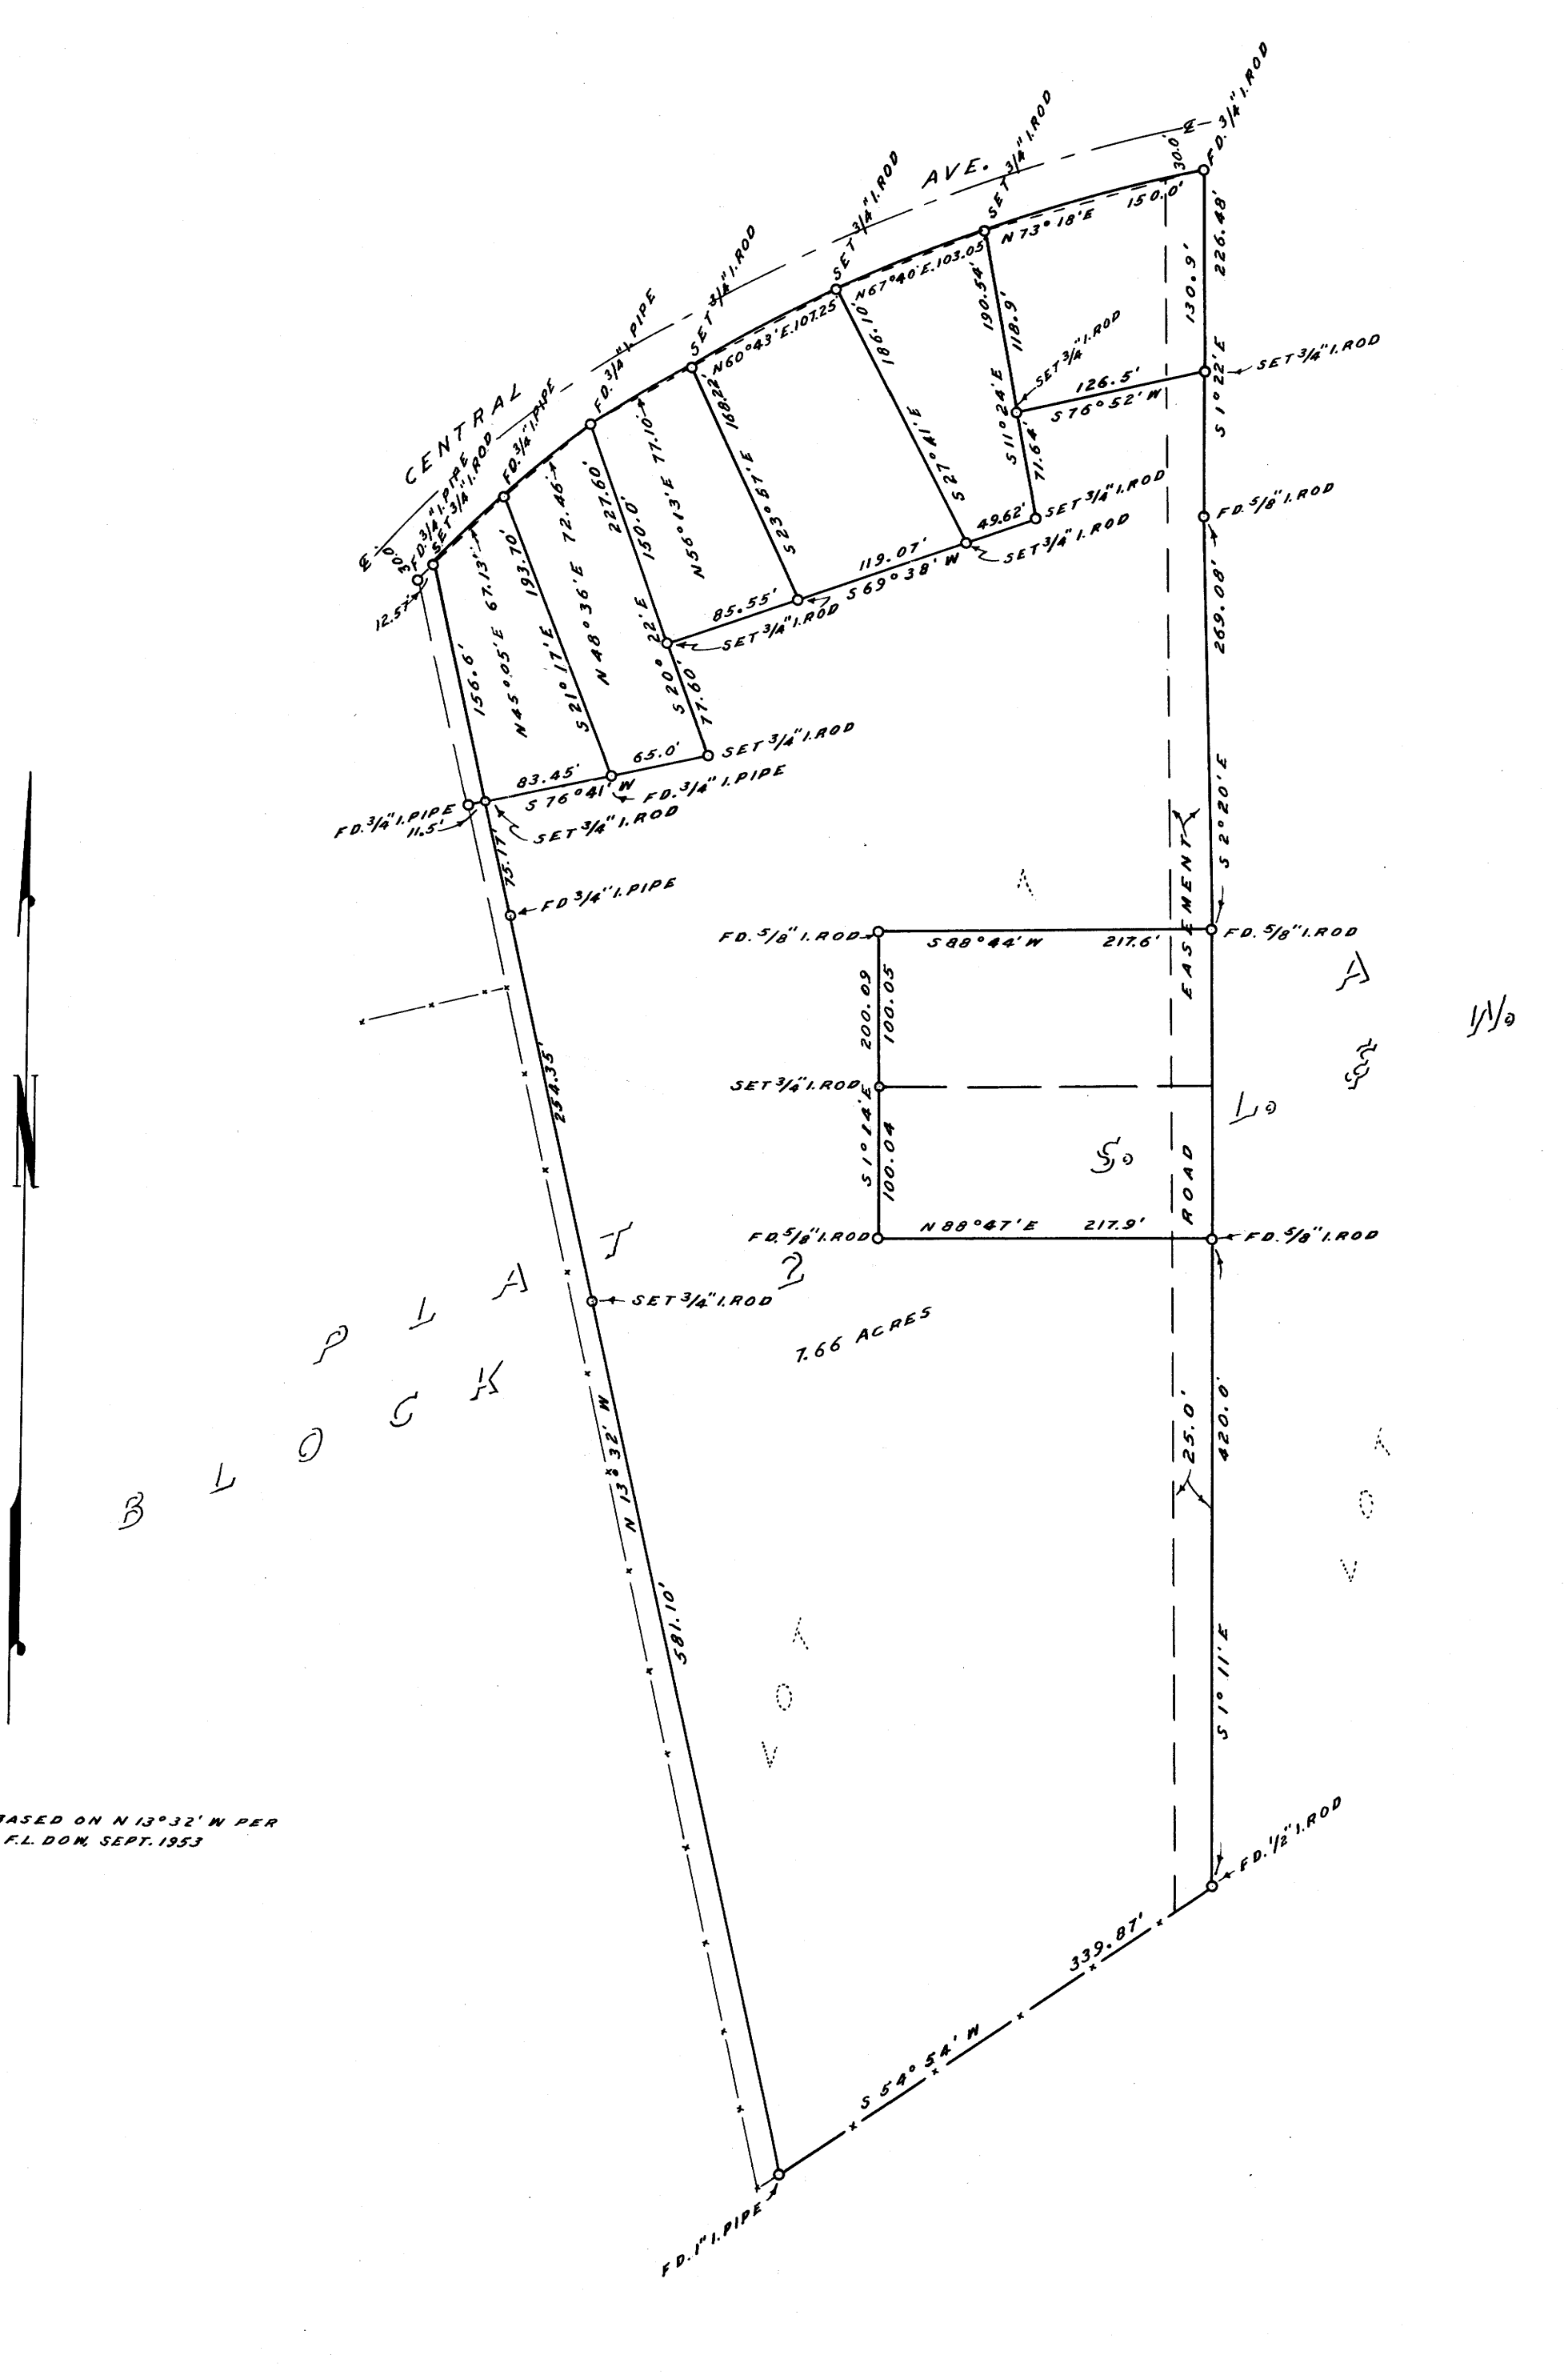 CENTRAL
AVE.
℄
℄
30.0'
30.0'
FD. 3/4" I.PIPE
SET 3/4" I.ROD
FD. 3/4" I.PIPE
FD. 3/4" I.PIPE
SET 3/4" I.ROD
SET 3/4" I.ROD
SET 3/4" I.ROD
FD. 3/4" I.ROD
12.57'
N 45° 05' E 67.13'
N 48° 36' E 72.46'
N 56° 13' E 77.10'
N 60° 43' E. 107.25'
N 67° 40' E. 103.05'
N 73° 18' E 150.0'
156.6'
193.70'
S 21° 17' E
227.60'
150.0'
S 20° 22' E
77.60'
168.22'
S 23° 67' E
186.10'
S 27° 41' E
190.54'
118.9'
S 11° 24' E
71.64'
SET 3/4" I.ROD
126.5'
S 76° 52' W
130.9'
226.48'
S 1° 22' E
SET 3/4" I.ROD
FD. 5/8" I.ROD
49.62'
SET 3/4" I.ROD
SET 3/4" I.ROD
119.07'
S 69° 38' W
85.55'
SET 3/4" I.ROD
269.08'
S 2° 20' E
65.0'
SET 3/4" I.ROD
83.45'
S 76° 41' W
FD. 3/4" I.PIPE
FD. 3/4" I.PIPE
11.5'
SET 3/4" I.ROD
75.17'
FD 3/4" I.PIPE
EASEMENT
FD. 5/8" I.ROD
S 88° 44' W 217.6'
FD. 5/8" I.ROD
200.09
100.05
254.35'
N
SET 3/4" I.ROD
S 1° 14' E
100.04
ROAD
FD. 5/8" I.ROD
N 88° 47' E 217.9'
FD. 5/8" I.ROD
PLAT
2
BLOCK
SET 3/4" I.ROD
7.66 ACRES
N 13° 32' W
25.0'
420.0'
581.10'
S 1° 11' E
BASED ON N 13° 32' W PER
F.L. DOW, SEPT. 1953
FD. 1/2" I.ROD
339.87'
S 54° 54' W
FD. 1" I.PIPE